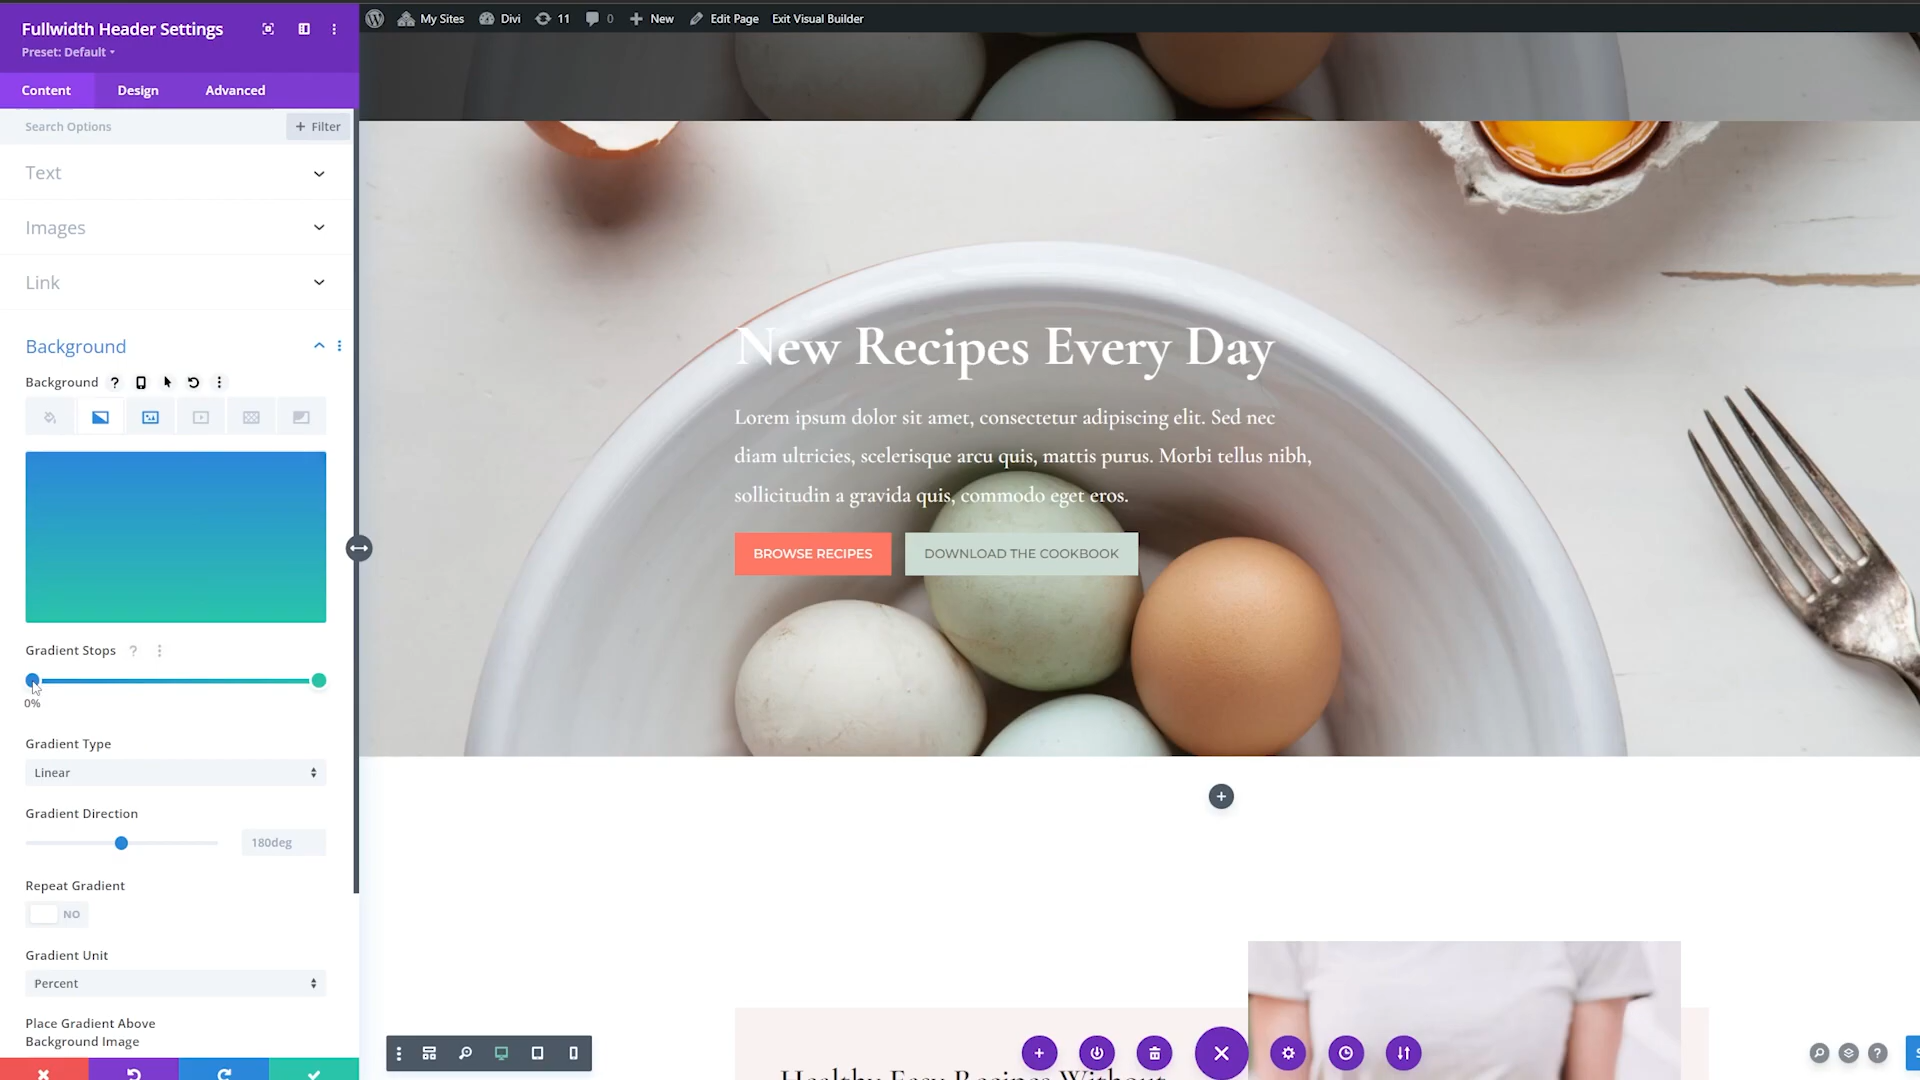 Fullwidth Header Settings
Preset: Default
Content Design Advanced
Search Options
+ Filter
Text
Images
Link
Background
Background ?
Gradient Stops ?
0%
Gradient Type
Linear
Gradient Direction
180deg
Repeat Gradient
NO
Gradient Unit
Percent
Place Gradient Above
Background Image
My Sites Divi 11 0 + New Edit Page Exit Visual Builder
New Recipes Every Day
Lorem ipsum dolor sit amet, consectetur adipiscing elit. Sed nec
diam ultricies, scelerisque arcu quis, mattis purus. Morbi tellus nibh,
sollicitudin a gravida quis, commodo eget eros.
BROWSE RECIPES
DOWNLOAD THE COOKBOOK
Healthy Easy Recipes Without
?
S